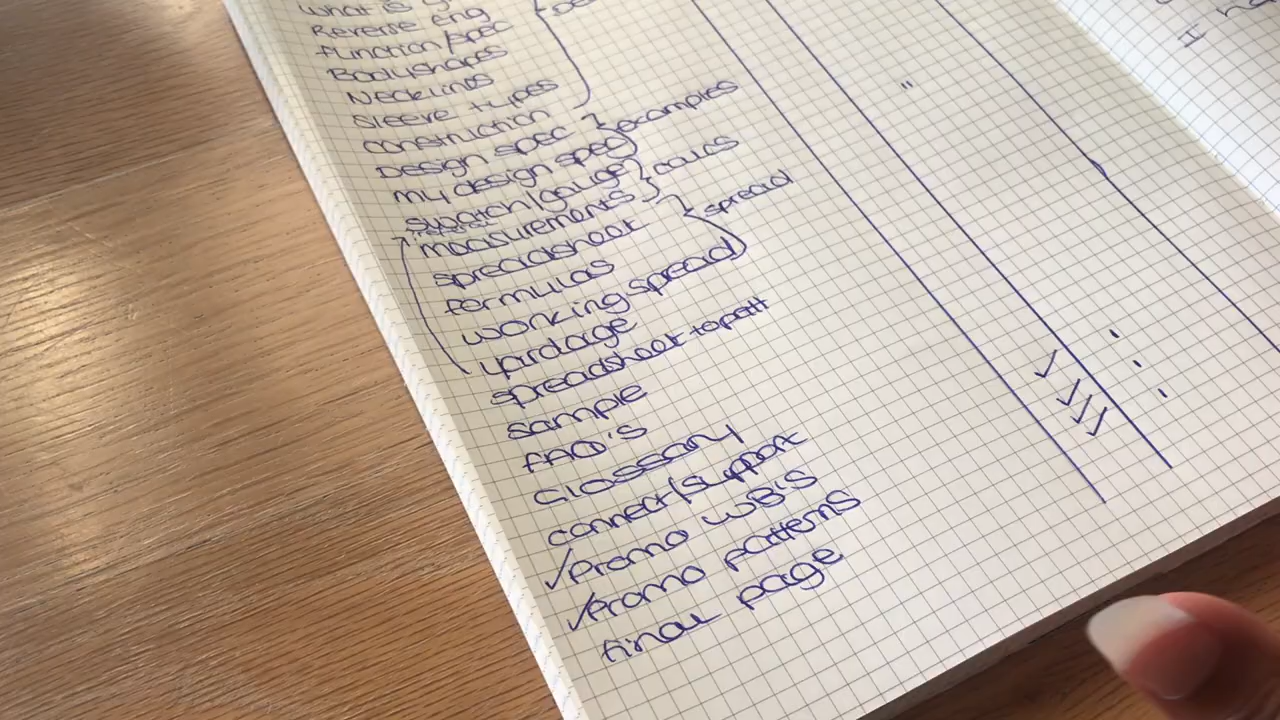 what is
Reverse eng
function/spec
Bodyshapes
Necklines
Sleeve types
construction
Design spec } examples
my design spec
swatch/gauge } calcs
measurements
spreadsheet } spread
formulas
working spread
yardage
spreadsheet to patt
sample
FAQ'S
GLOSSARY
connect/support
✓ Promo WB'S
✓ Promo patterns
final page